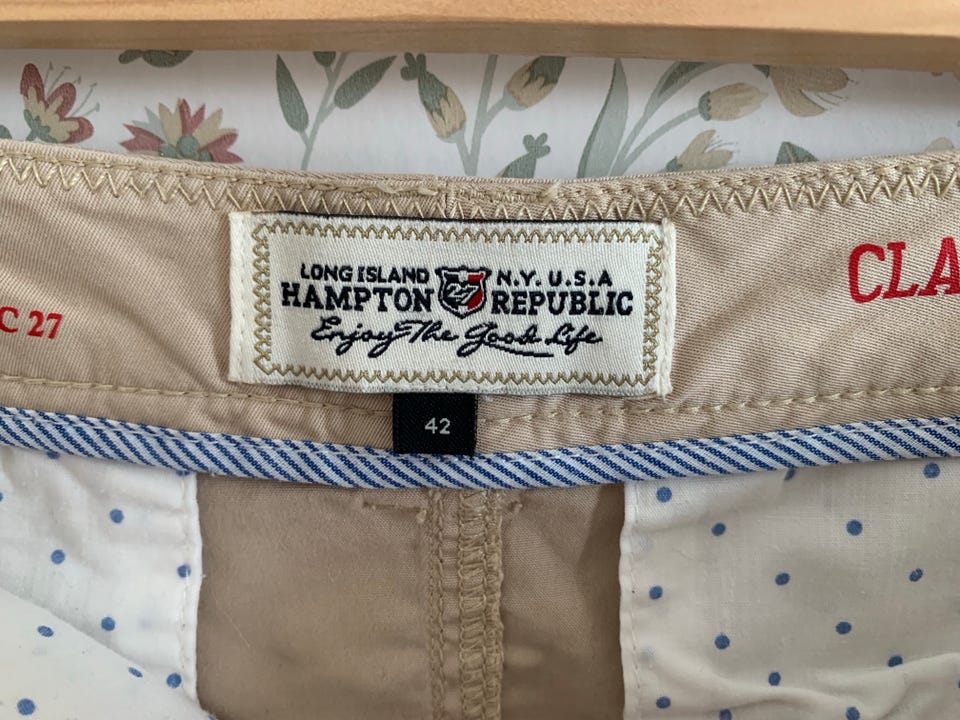 LONG ISLAND 27 N.Y. U.S.A
HAMPTON REPUBLIC
Enjoy The Good Life
42
C 27
CLA